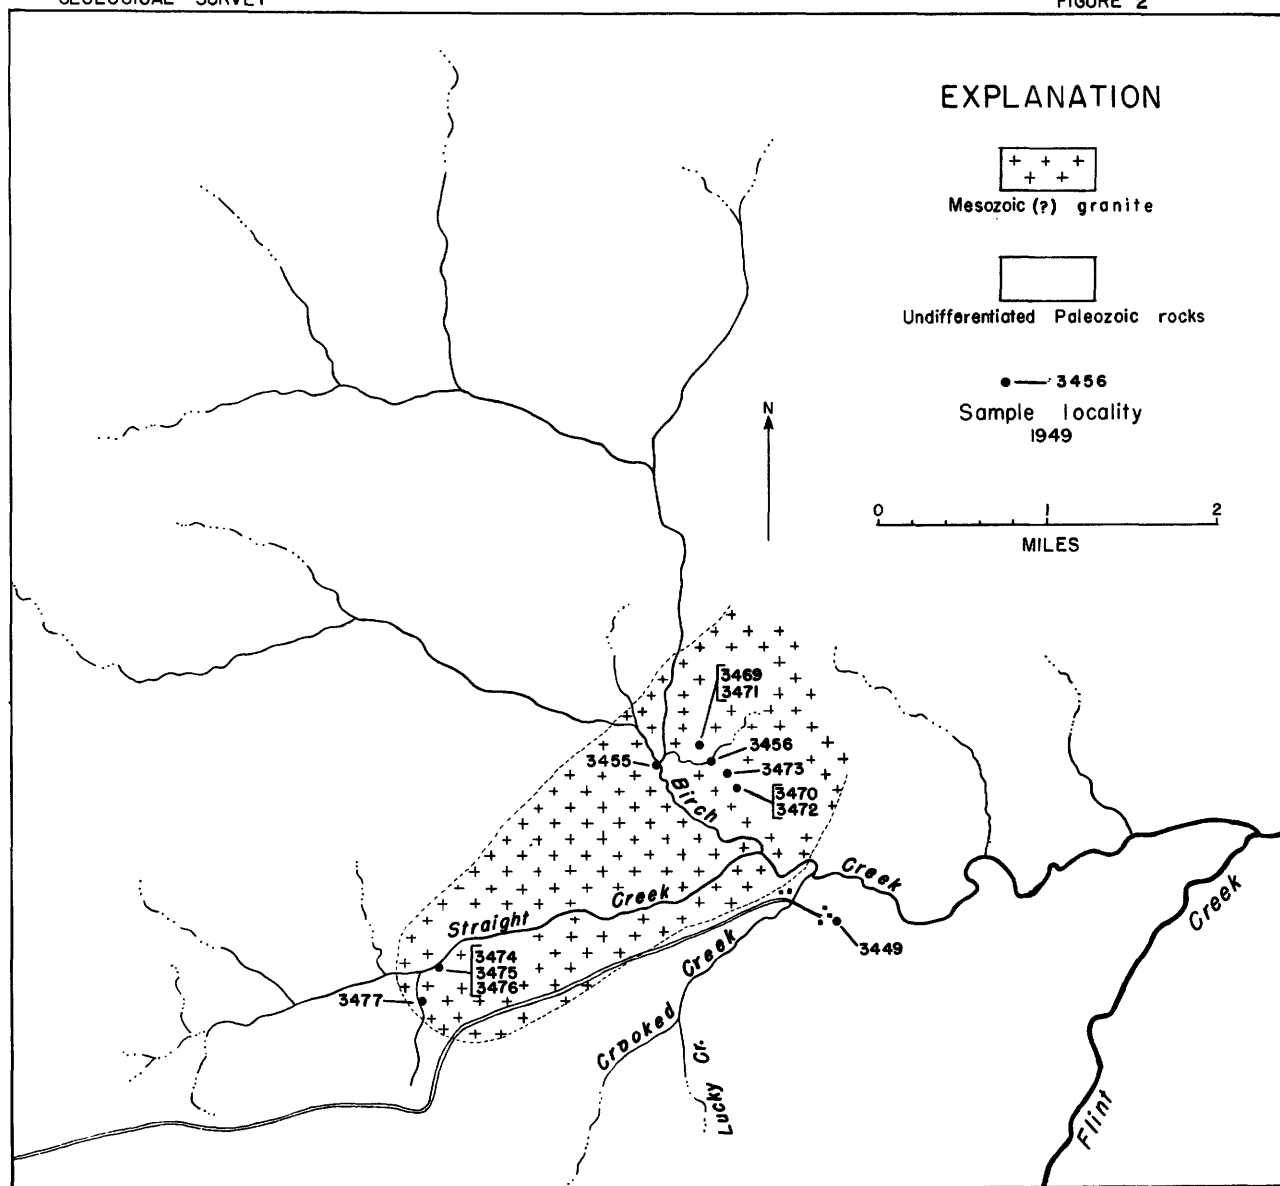 GEOLOGICAL SURVEY
FIGURE 2
EXPLANATION
Mesozoic (?) granite
Undifferentiated Paleozoic rocks
3456
Sample locality
1949
N
0 1 2
MILES
3469
3471
3456
3455
3473
3470
3472
Birch
Creek
Creek
Straight
Creek
3449
3474
3475
3476
3477
Creek
Crooked
Lucky Cr.
Flint